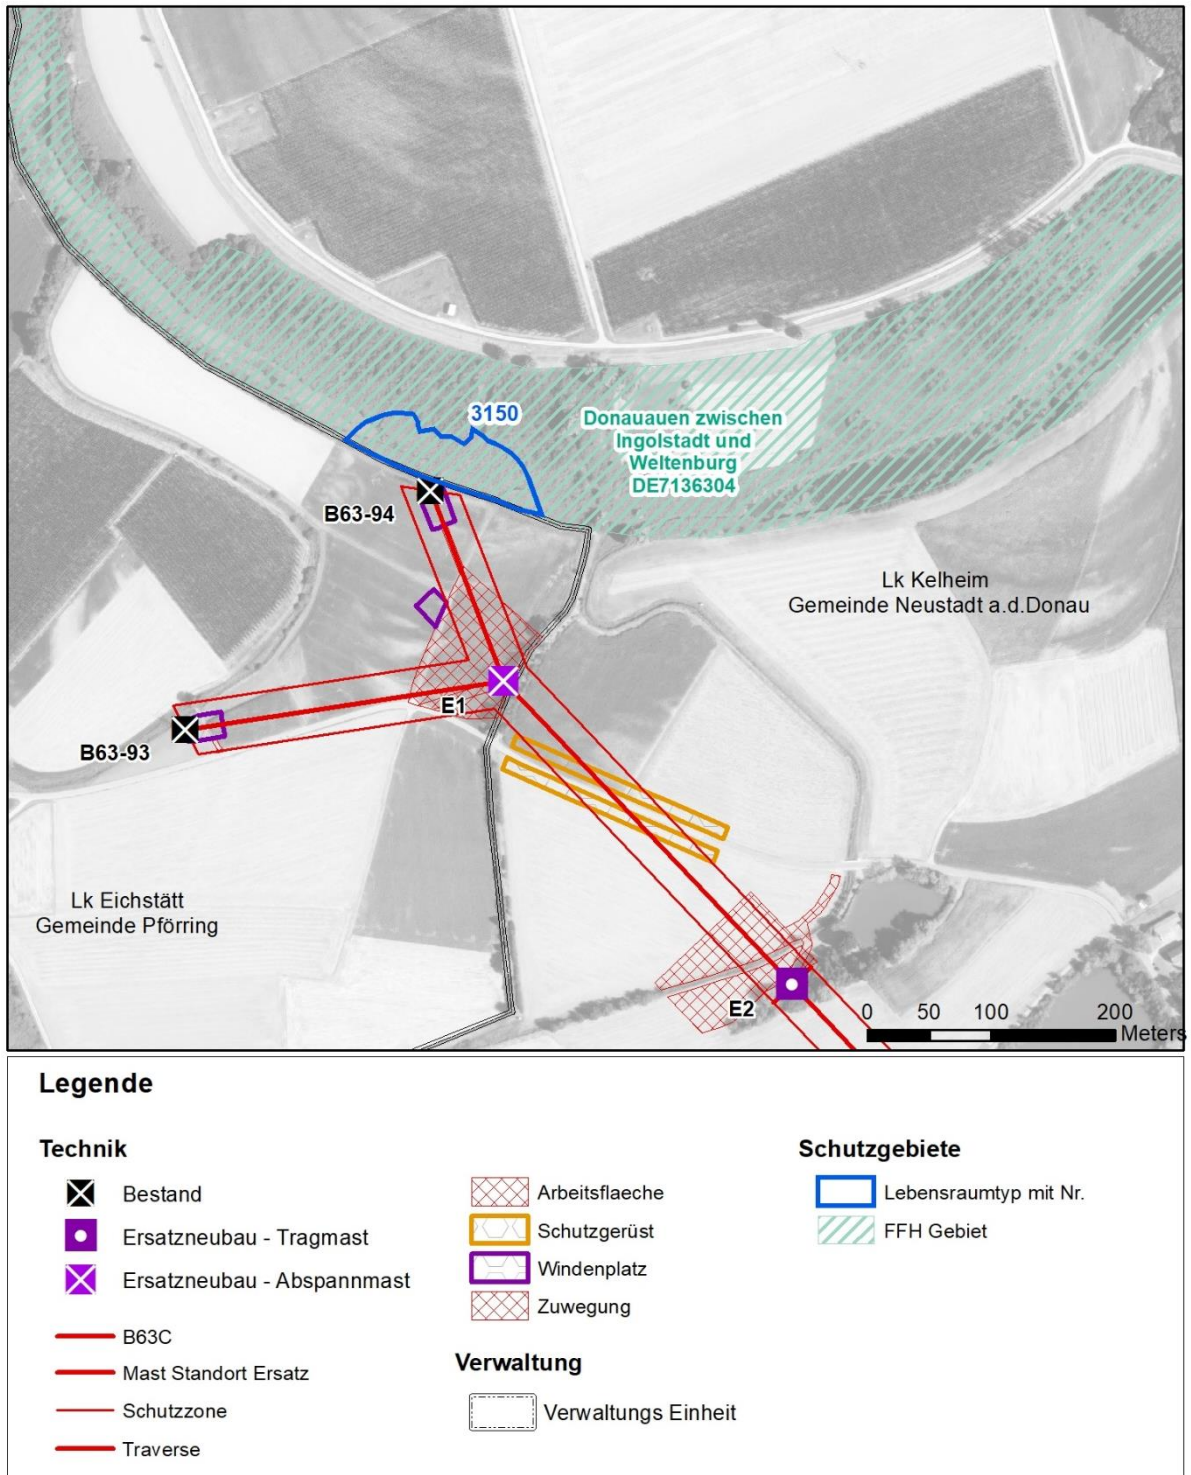 3150
Donauauen zwischen
Ingolstadt und
Weltenburg
DE7136304
B63-94
Lk Kelheim
Gemeinde Neustadt a.d.Donau
E1
B63-93
Lk Eichstätt
Gemeinde Pförring
E2
0 50 100 200
Meters
Legende
Technik
Bestand
Ersatzneubau - Tragmast
Ersatzneubau - Abspannmast
B63C
Mast Standort Ersatz
Schutzzone
Traverse
Arbeitsflaeche
Schutzgerüst
Windenplatz
Zuwegung
Verwaltung
Verwaltungs Einheit
Schutzgebiete
Lebensraumtyp mit Nr.
FFH Gebiet